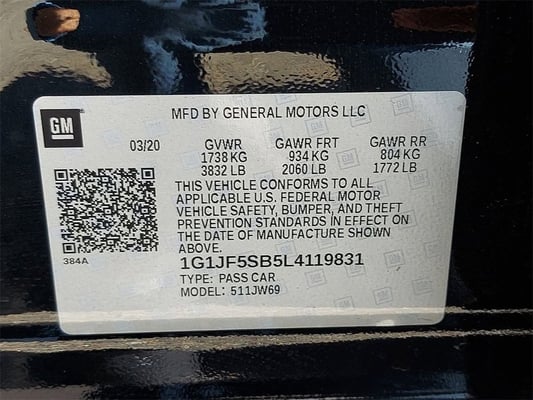 MFD BY GENERAL MOTORS LLC
GM
03/20 GVWR GAWR FRT GAWR RR
1738 KG 934 KG 804 KG
3832 LB 2060 LB 1772 LB
THIS VEHICLE CONFORMS TO ALL
APPLICABLE U.S. FEDERAL MOTOR
VEHICLE SAFETY, BUMPER, AND THEFT
PREVENTION STANDARDS IN EFFECT ON
THE DATE OF MANUFACTURE SHOWN
ABOVE.
384A
1G1JF5SB5L4119831
TYPE: PASS CAR
MODEL: 511JW69